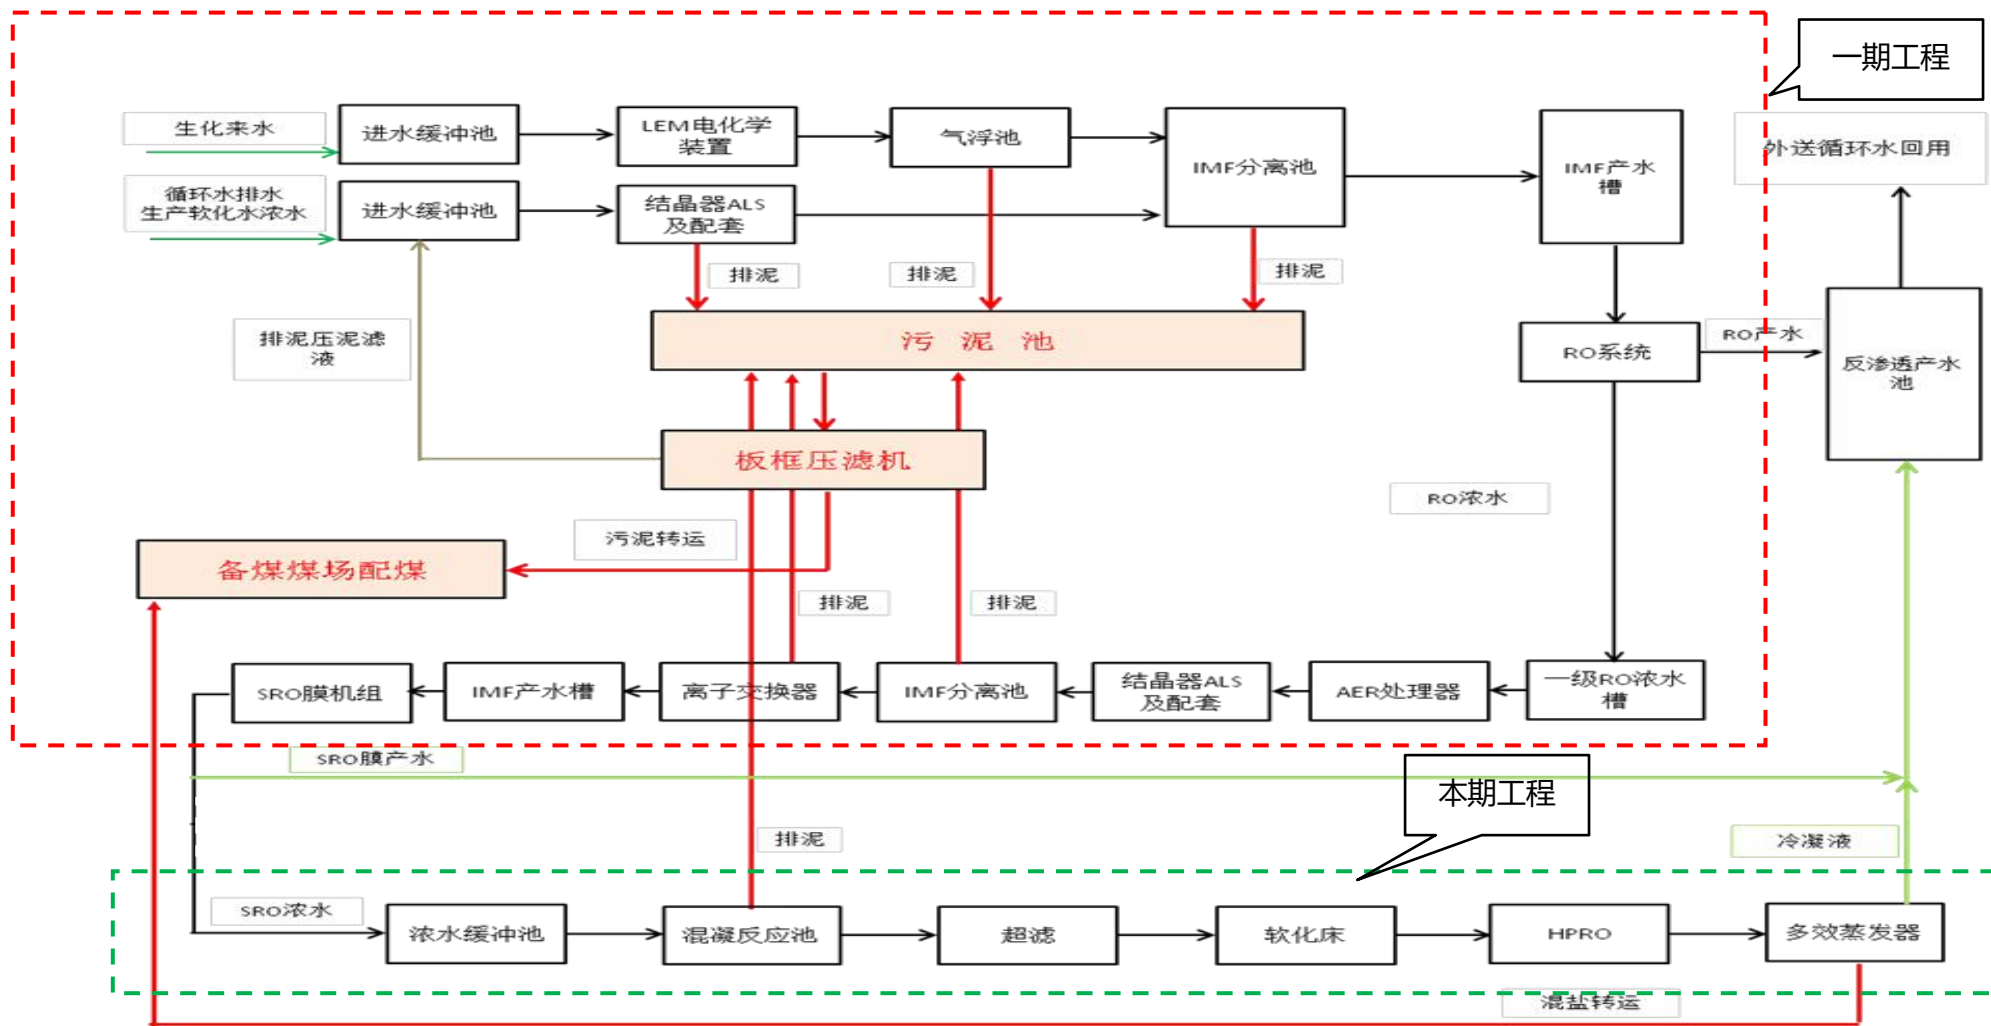 一期工程
生化来水
进水缓冲池
LEM电化学
装置
气浮池
IMF分离池
IMF产水
槽
外送循环水回用
循环水排水
生产软化水浓水
进水缓冲池
结晶器ALS
及配套
排泥
排泥
排泥
排泥压泥滤
液
污泥池
RO系统
RO产水
反渗透产水
池
板框压滤机
RO浓水
污泥转运
备煤煤场配煤
排泥
排泥
SRO膜机组
IMF产水槽
离子交换器
IMF分离池
结晶器ALS
及配套
AER处理器
一级RO浓水
槽
SRO膜产水
本期工程
排泥
冷凝液
SRO浓水
浓水缓冲池
混凝反应池
超滤
软化床
HPRO
多效蒸发器
混盐转运